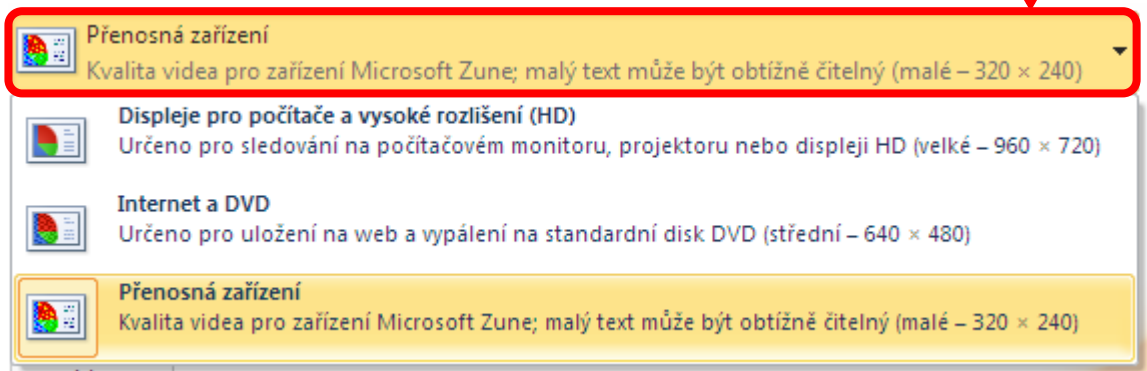 Přenosná zařízení
Kvalita videa pro zařízení Microsoft Zune; malý text může být obtížně čitelný (malé – 320 × 240)
Displeje pro počítače a vysoké rozlišení (HD)
Určeno pro sledování na počítačovém monitoru, projektoru nebo displeji HD (velké – 960 × 720)
Internet a DVD
Určeno pro uložení na web a vypálení na standardní disk DVD (střední – 640 × 480)
Přenosná zařízení
Kvalita videa pro zařízení Microsoft Zune; malý text může být obtížně čitelný (malé – 320 × 240)